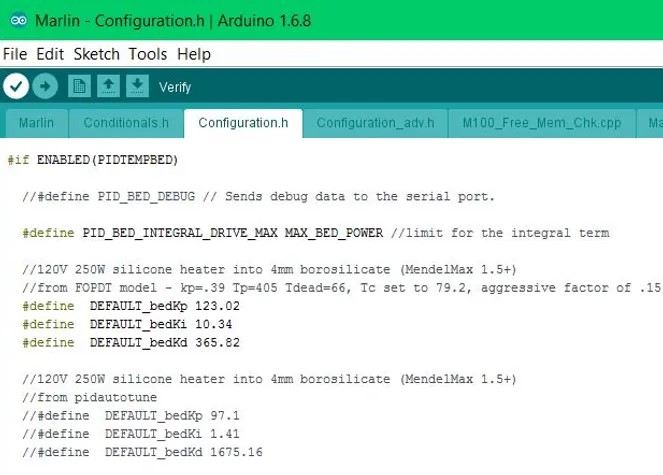 Marlin - Configuration.h | Arduino 1.6.8
File Edit Sketch Tools Help
Verify
Marlin Conditionals.h Configuration.h Configuration_adv.h M100_Free_Mem_Chk.cpp Ma
#if ENABLED(PIDTEMPBED)
//#define PID_BED_DEBUG // Sends debug data to the serial port.
#define PID_BED_INTEGRAL_DRIVE_MAX MAX_BED_POWER //limit for the integral term
//120V 250W silicone heater into 4mm borosilicate (MendelMax 1.5+)
//from FOPDT model - kp=.39 Tp=405 Tdead=66, Tc set to 79.2, aggressive factor of .15
#define  DEFAULT_bedKp 123.02
#define  DEFAULT_bedKi 10.34
#define  DEFAULT_bedKd 365.82
//120V 250W silicone heater into 4mm borosilicate (MendelMax 1.5+)
//from pidautotune
//#define  DEFAULT_bedKp 97.1
//#define  DEFAULT_bedKi 1.41
//#define  DEFAULT_bedKd 1675.16